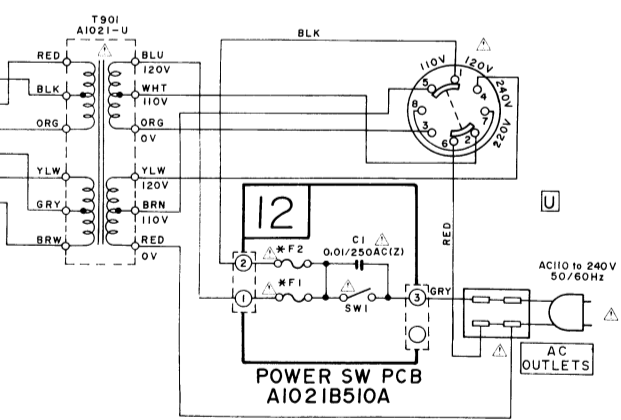 T901
A1021-U
RED
BLK
ORG
YLW
GRY
BRW
BLU
120V
WHT
110V
ORG
0V
YLW
120V
BRN
110V
RED
0V
BLK
110V
120V
240V
220V
1
5
4
8
7
3
6
2
RED
U
12
C1
0.01/250AC(Z)
2
*F2
1
*F1
SW1
3
GRY
AC110 to 240V
50/60Hz
AC
OUTLETS
POWER SW PCB
A1021B510A